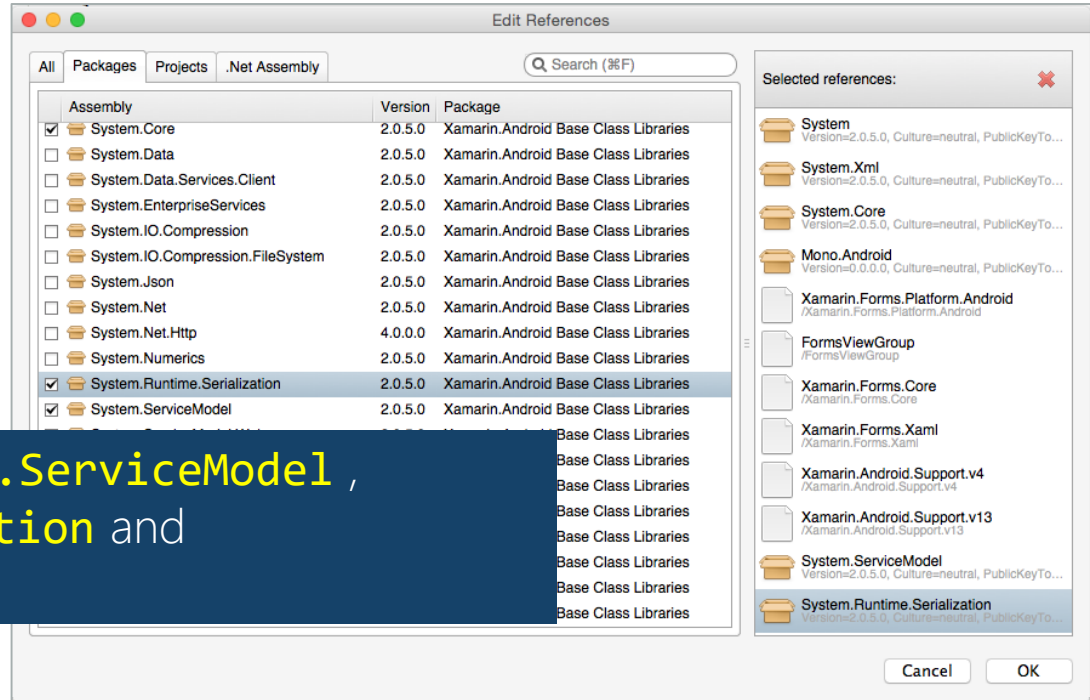 Edit References
All Packages Projects .Net Assembly
Search (⌘F)
Assembly Version Package
System.Core 2.0.5.0 Xamarin.Android Base Class Libraries
System.Data 2.0.5.0 Xamarin.Android Base Class Libraries
System.Data.Services.Client 2.0.5.0 Xamarin.Android Base Class Libraries
System.EnterpriseServices 2.0.5.0 Xamarin.Android Base Class Libraries
System.IO.Compression 2.0.5.0 Xamarin.Android Base Class Libraries
System.IO.Compression.FileSystem 2.0.5.0 Xamarin.Android Base Class Libraries
System.Json 2.0.5.0 Xamarin.Android Base Class Libraries
System.Net 2.0.5.0 Xamarin.Android Base Class Libraries
System.Net.Http 4.0.0.0 Xamarin.Android Base Class Libraries
System.Numerics 2.0.5.0 Xamarin.Android Base Class Libraries
System.Runtime.Serialization 2.0.5.0 Xamarin.Android Base Class Libraries
System.ServiceModel 2.0.5.0 Xamarin.Android Base Class Libraries
Base Class Libraries
Base Class Libraries
Base Class Libraries
Base Class Libraries
Base Class Libraries
Base Class Libraries
Base Class Libraries
Base Class Libraries
.ServiceModel ,
tion and
Selected references:
System
Version=2.0.5.0, Culture=neutral, PublicKeyTo...
System.Xml
Version=2.0.5.0, Culture=neutral, PublicKeyTo...
System.Core
Version=2.0.5.0, Culture=neutral, PublicKeyTo...
Mono.Android
Version=0.0.0.0, Culture=neutral, PublicKeyTo...
Xamarin.Forms.Platform.Android
/Xamarin.Forms.Platform.Android
FormsViewGroup
/FormsViewGroup
Xamarin.Forms.Core
/Xamarin.Forms.Core
Xamarin.Forms.Xaml
/Xamarin.Forms.Xaml
Xamarin.Android.Support.v4
/Xamarin.Android.Support.v4
Xamarin.Android.Support.v13
/Xamarin.Android.Support.v13
System.ServiceModel
Version=2.0.5.0, Culture=neutral, PublicKeyTo...
System.Runtime.Serialization
Version=2.0.5.0, Culture=neutral, PublicKeyTo...
Cancel OK